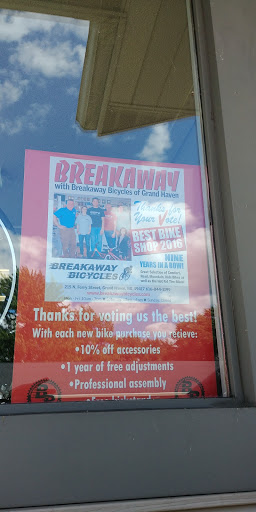 BREAKAWAY
with Breakaway Bicycles of Grand Haven
Thanks for
Your Vote!
BEST BIKE
SHOP 2016
NINE
YEARS IN A ROW!
BREAKAWAY
BICYCLES
Thanks for voting us the best!
With each new bike purchase you recieve:
•10% off accessories
•1 year of free adjustments
•Professional assembly